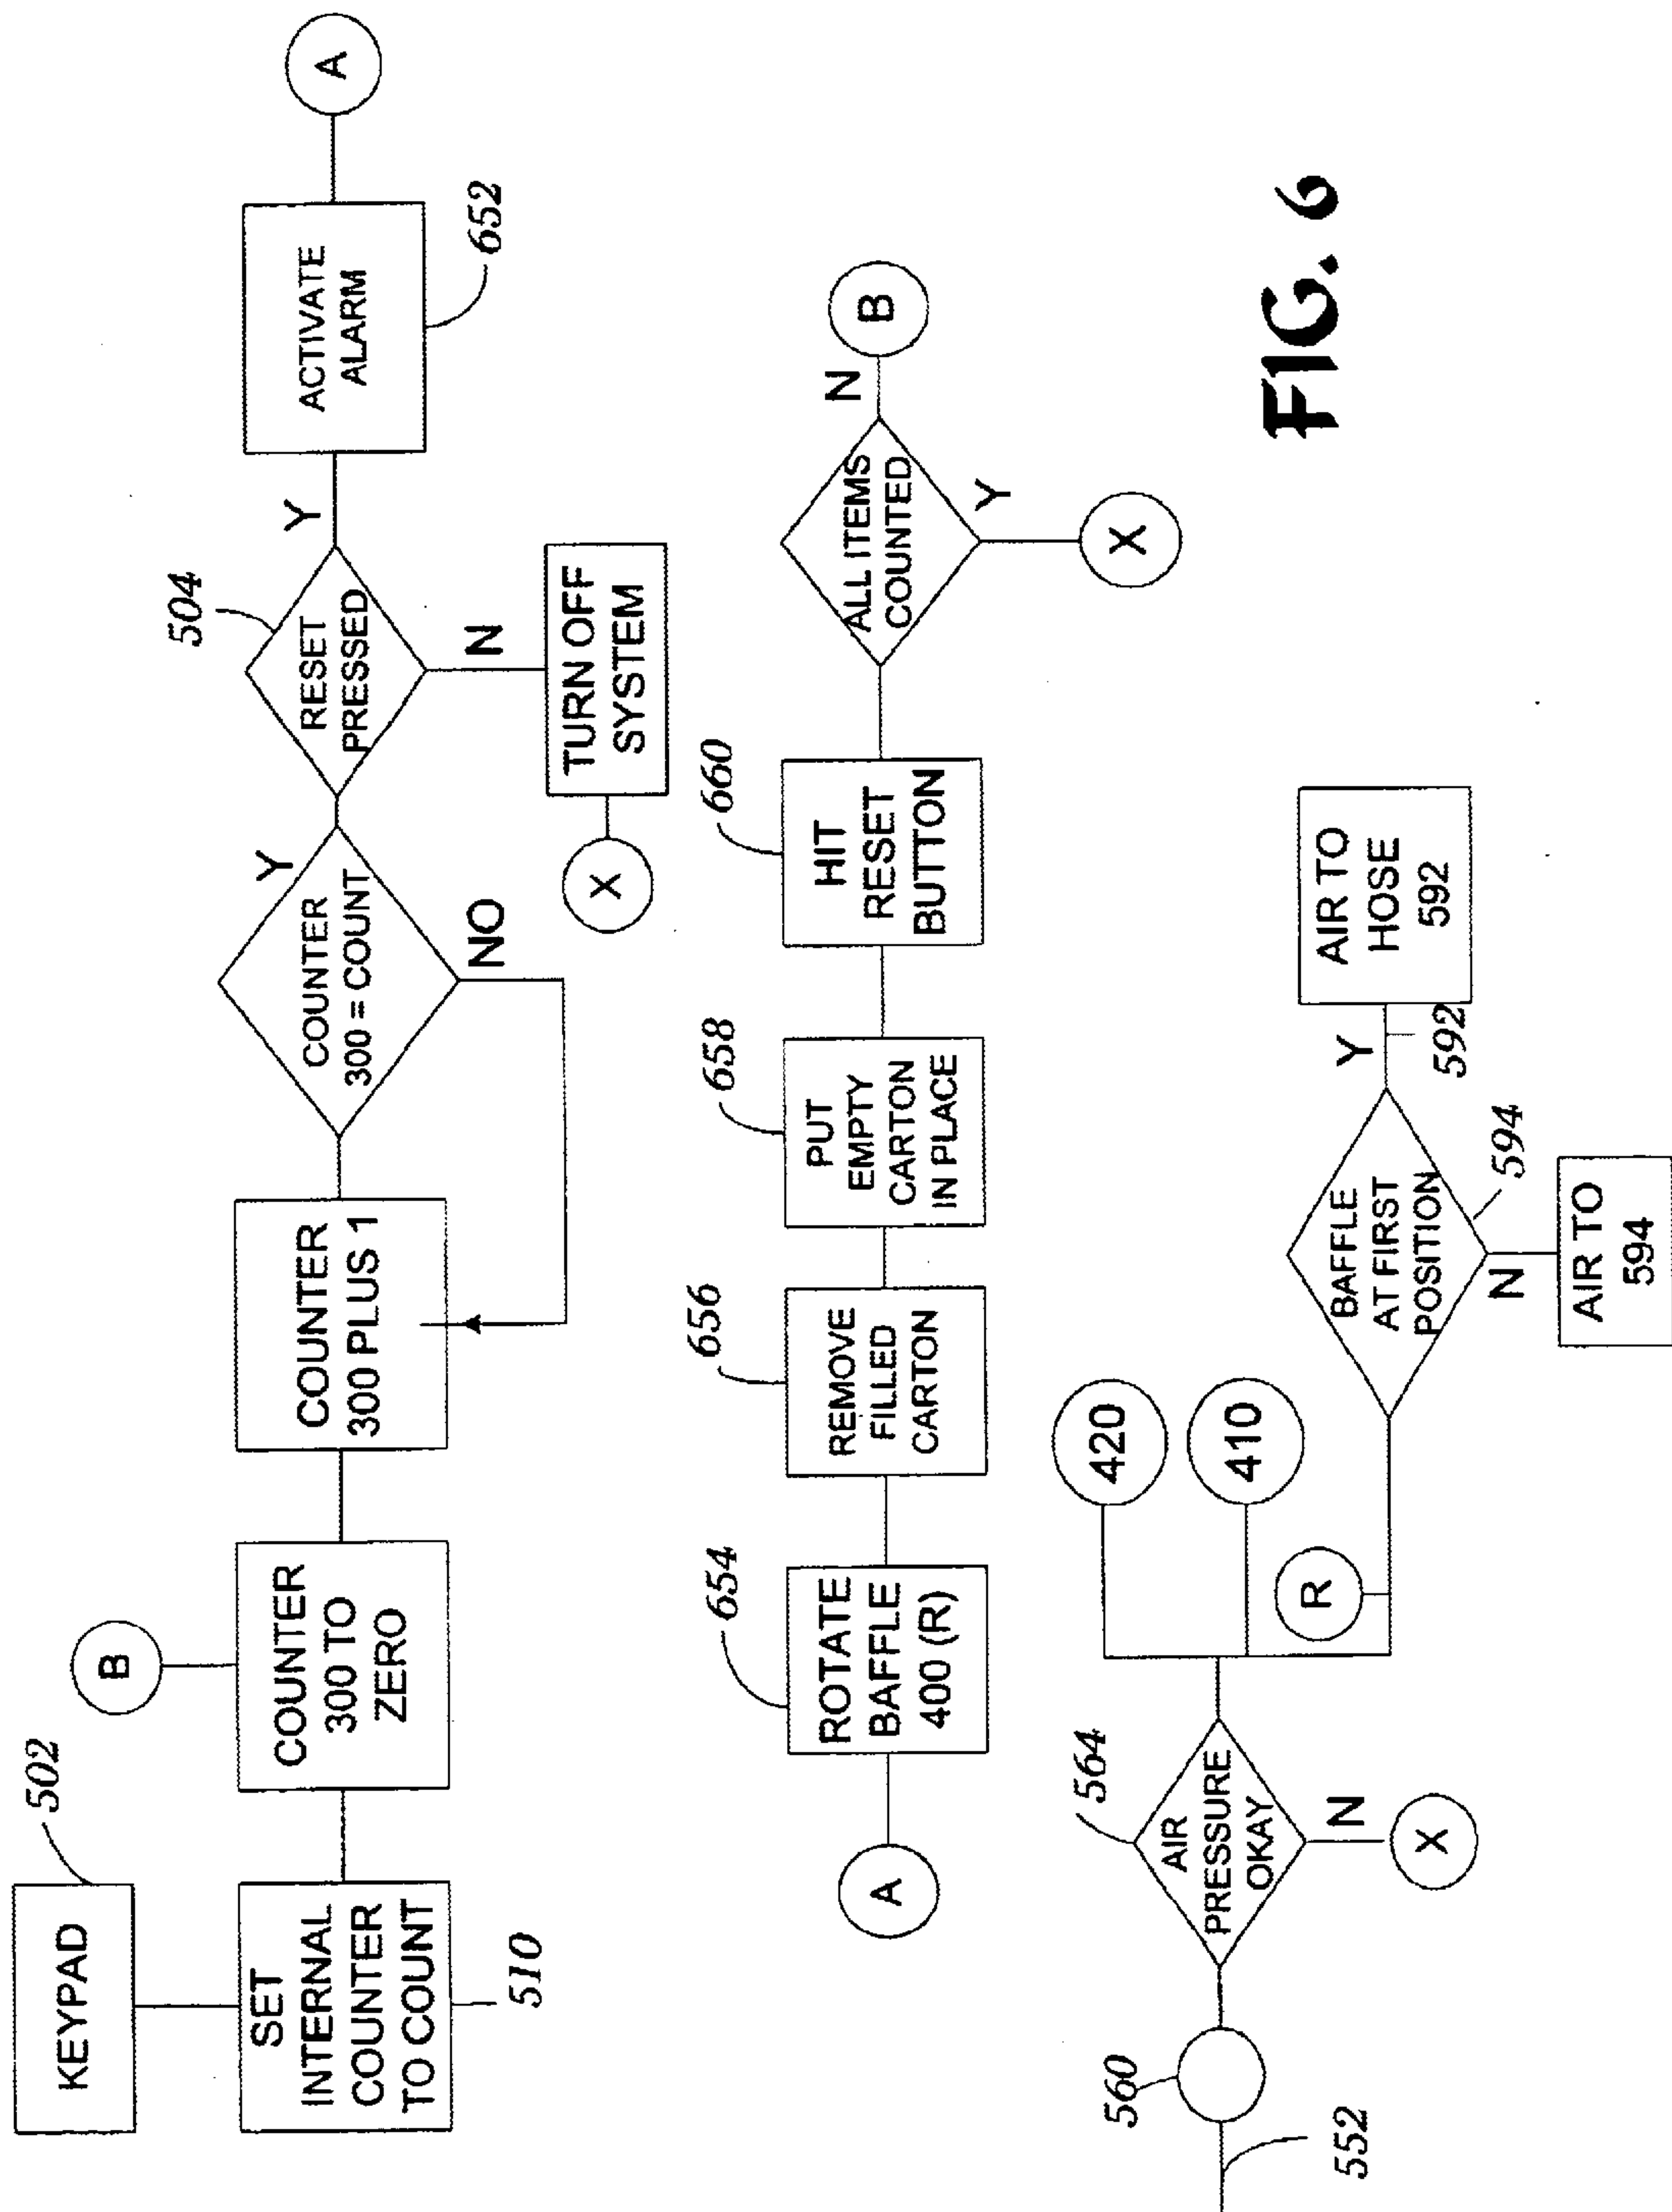 502
KEYPAD
SET
INTERNAL
COUNTER
TO COUNT
510
B
COUNTER
300 TO
ZERO
COUNTER
300 PLUS 1
COUNTER
300 = COUNT
Y
NO
504
RESET
PRESSED
Y
N
TURN OFF
SYSTEM
X
ACTIVATE
ALARM
652
A
A
654
ROTATE
BAFFLE
400 (R)
656
REMOVE
FILLED
CARTON
658
PUT
EMPTY
CARTON
IN PLACE
660
HIT
RESET
BUTTON
ALL ITEMS
COUNTED
N
B
Y
X
552
560
564
AIR
PRESSURE
OKAY
N
X
420
410
R
BAFFLE
AT FIRST
POSITION
594
Y
592
AIR TO
HOSE
592
N
AIR TO
594
FIG. 6